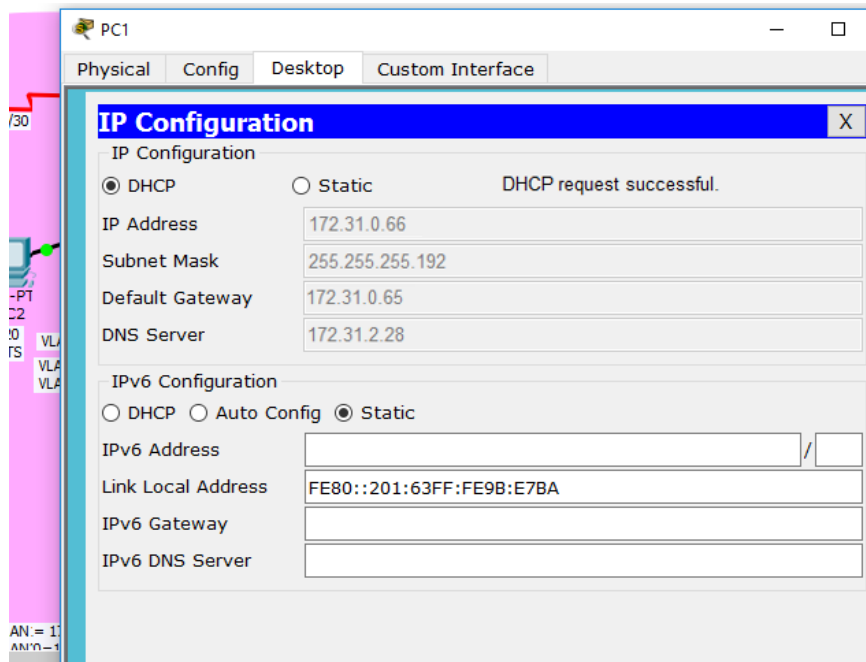 PC1
Physical Config Desktop Custom Interface
IP Configuration X
IP Configuration
DHCP Static DHCP request successful.
IP Address 172.31.0.66
Subnet Mask 255.255.255.192
Default Gateway 172.31.0.65
DNS Server 172.31.2.28
IPv6 Configuration
DHCP Auto Config Static
IPv6 Address /
Link Local Address FE80::201:63FF:FE9B:E7BA
IPv6 Gateway
IPv6 DNS Server
/30
-PT